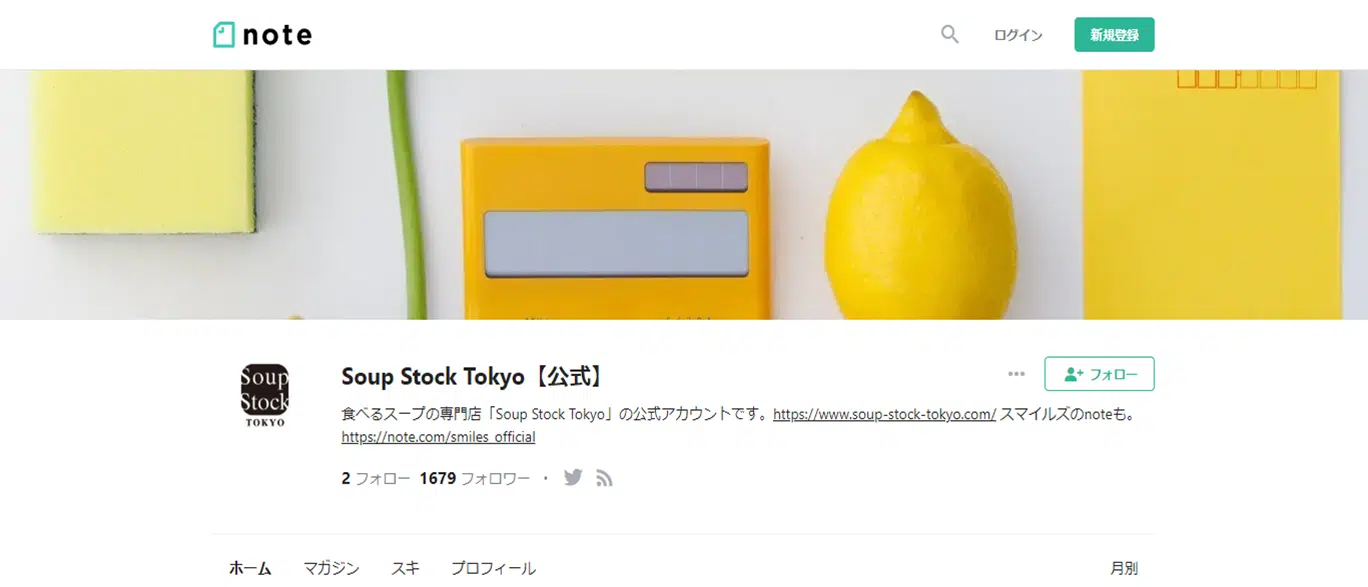 note
ログイン
新規登録
Soup Stock Tokyo【公式】
フォロー
Soup
Stock
TOKYO
食べるスープの専門店「Soup Stock Tokyo」の公式アカウントです。https://www.soup-stock-tokyo.com/ スマイルズのnoteも。
https://note.com/smiles_official
2 フォロー 1679 フォロワー ・
ホーム マガジン スキ プロフィール 月別